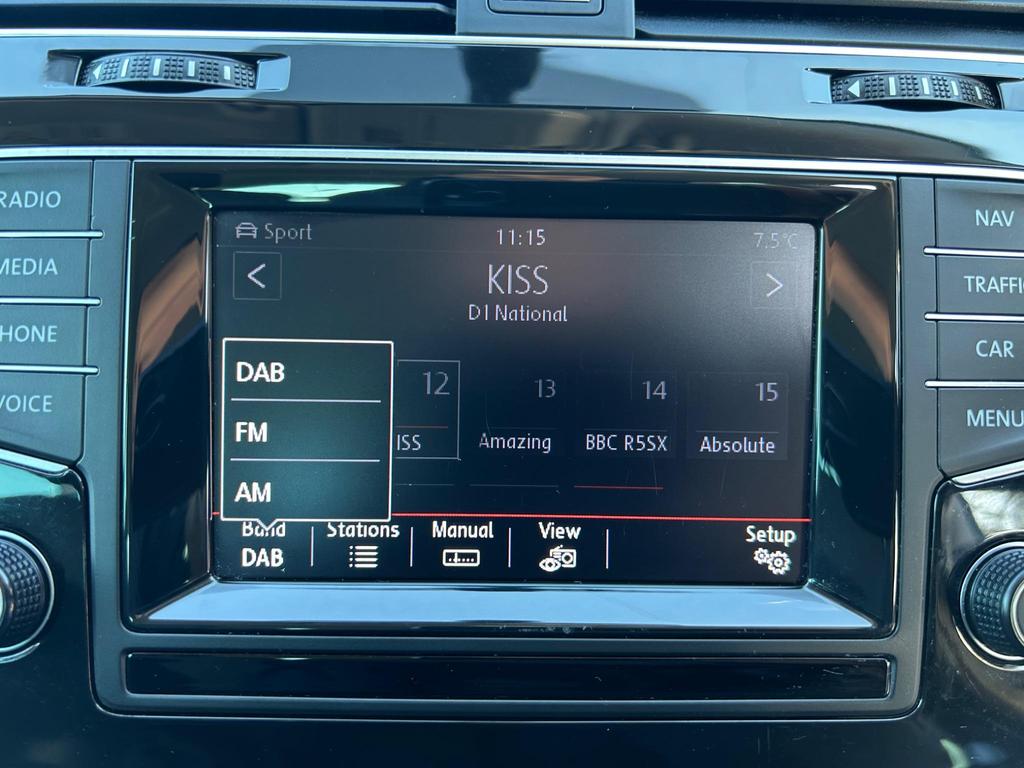 RADIO
MEDIA
PHONE
VOICE
Sport
11:15
7.5°C
<
KISS
>
D1 National
DAB
FM
AM
12
ISS
13
Amazing
14
BBC R5SX
15
Absolute
Band
DAB
Stations
Manual
View
Setup
NAV
TRAFFI
CAR
MENU